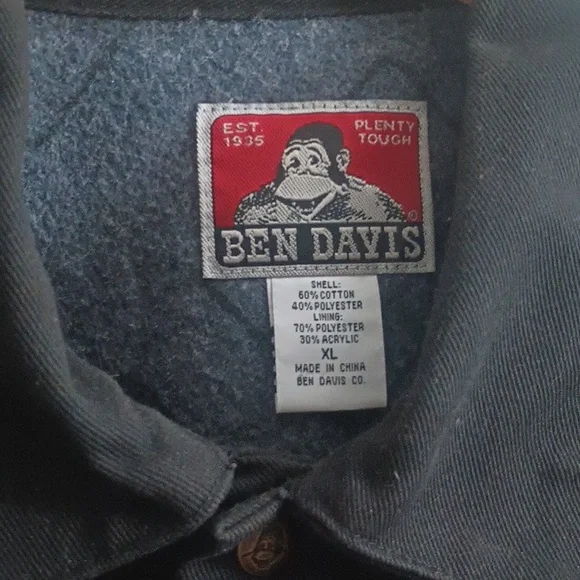 EST.
1935
PLENTY
TOUGH
®
BEN DAVIS
SHELL:
60% COTTON
40% POLYESTER
LINING:
70% POLYESTER
30% ACRYLIC
XL
MADE IN CHINA
BEN DAVIS CO.